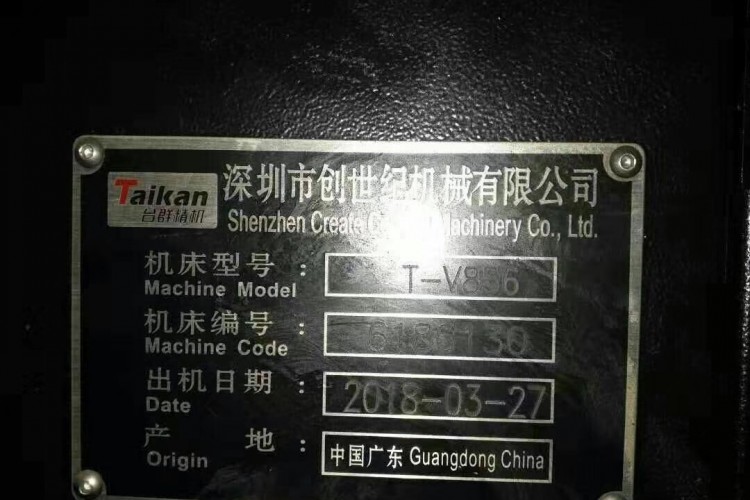 Taikan
台群精机
深圳市创世纪机械有限公司
Shenzhen Create Machinery Co., Ltd.
机床型号：
Machine Model
T-V856
机床编号：
Machine Code
出机日期：
Date
2018-03-27
产 地：
Origin
中国广东 Guangdong China